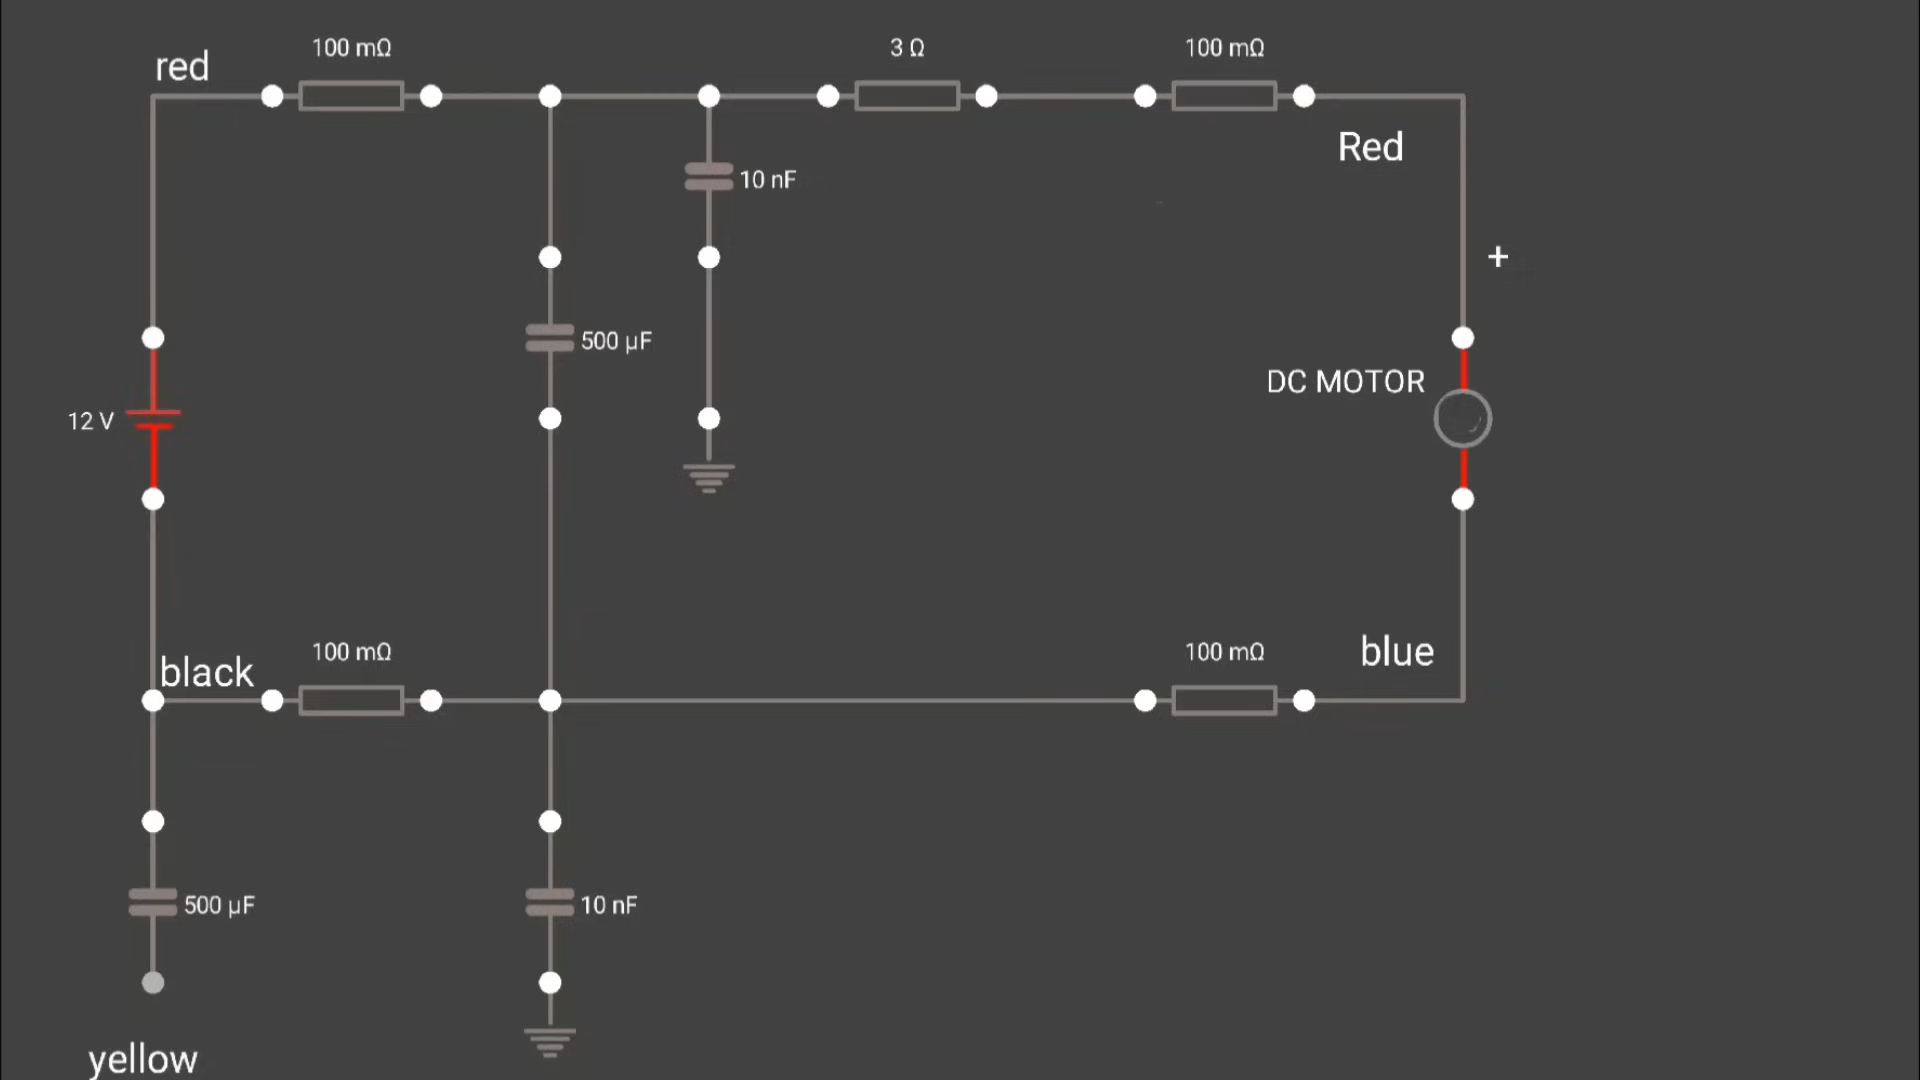 100 mΩ
3 Ω
100 mΩ
red
Red
10 nF
+
500 µF
DC MOTOR
12 V
100 mΩ
100 mΩ
blue
black
500 µF
10 nF
yellow